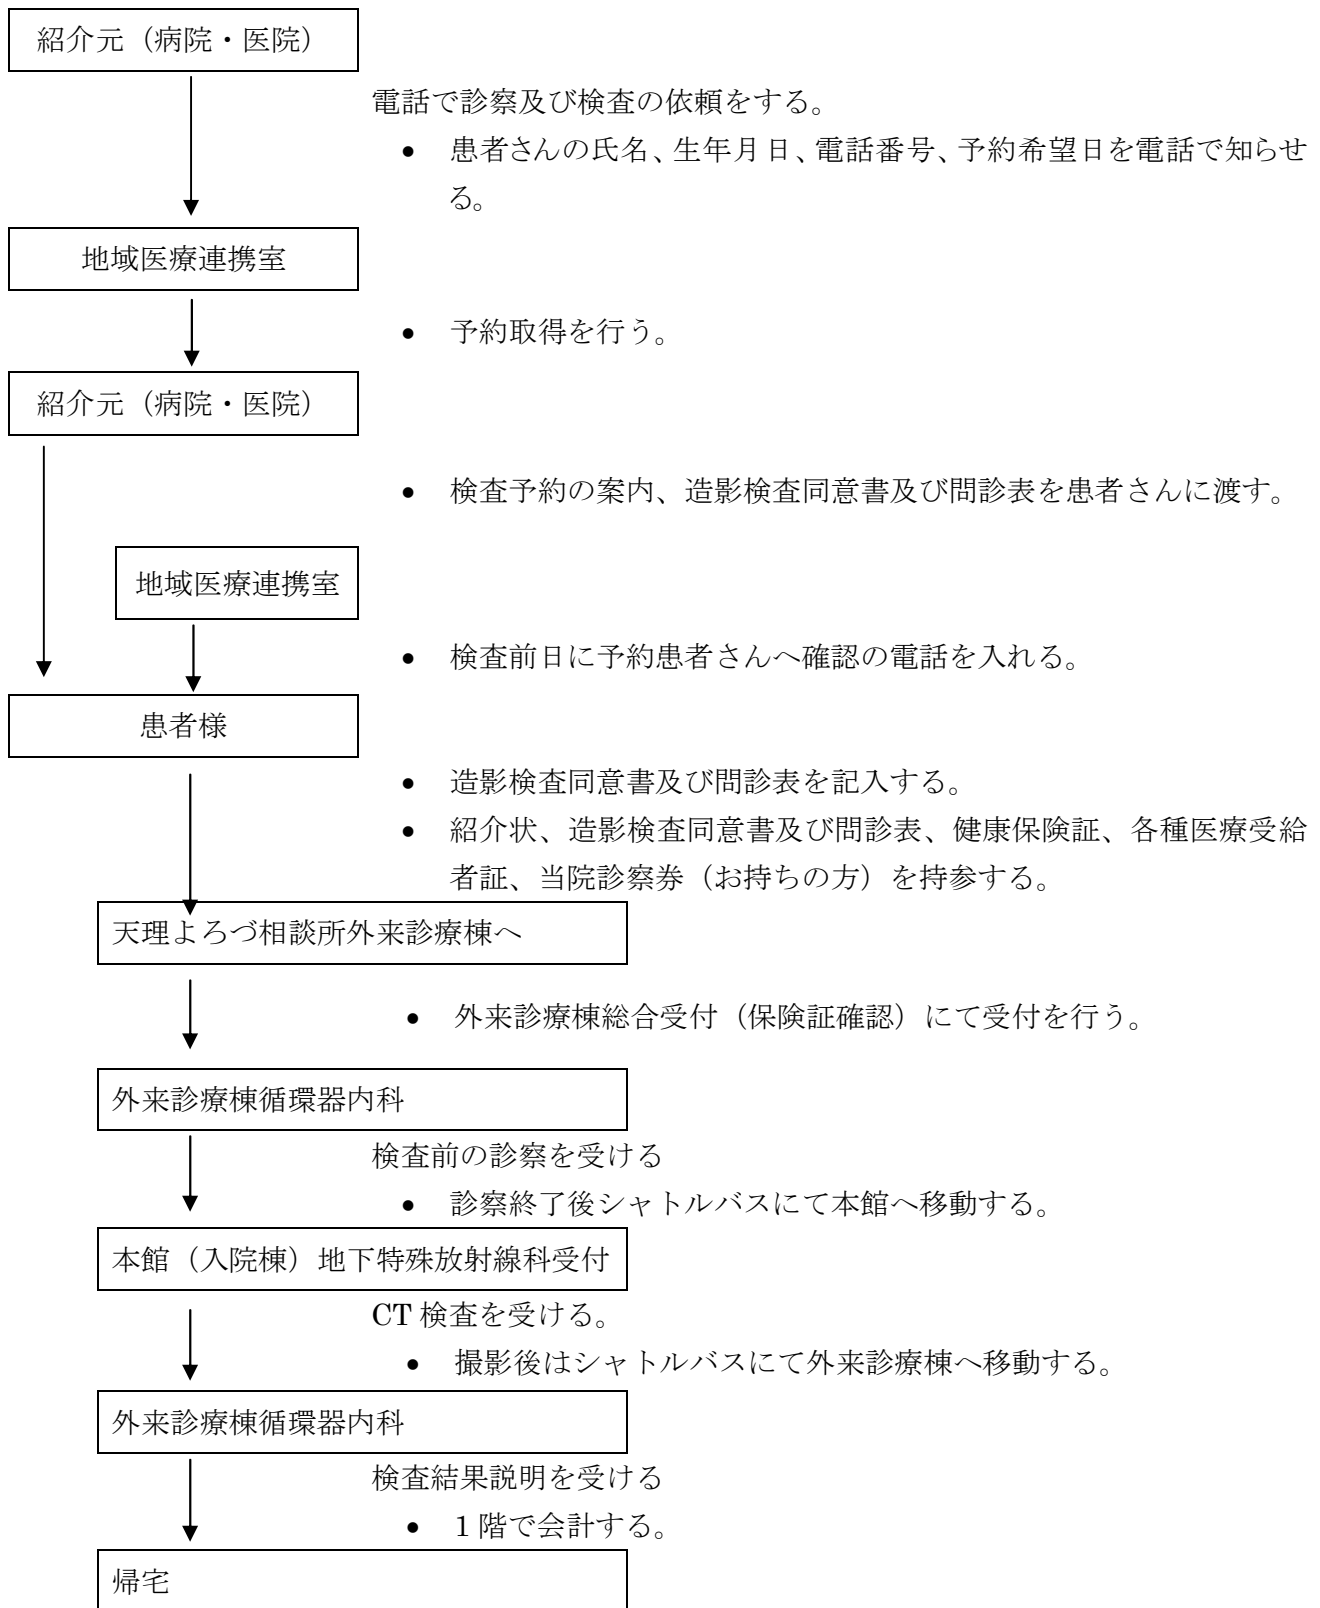 紹介元（病院・医院）
電話で診察及び検査の依頼をする。
● 患者さんの氏名、生年月日、電話番号、予約希望日を電話で知らせ
る。
地域医療連携室
● 予約取得を行う。
紹介元（病院・医院）
● 検査予約の案内、造影検査同意書及び問診表を患者さんに渡す。
地域医療連携室
● 検査前日に予約患者さんへ確認の電話を入れる。
患者様
● 造影検査同意書及び問診表を記入する。
● 紹介状、造影検査同意書及び問診表、健康保険証、各種医療受給
者証、当院診察券（お持ちの方）を持参する。
天理よろづ相談所外来診療棟へ
● 外来診療棟総合受付（保険証確認）にて受付を行う。
外来診療棟循環器内科
検査前の診察を受ける
● 診察終了後シャトルバスにて本館へ移動する。
本館（入院棟）地下特殊放射線科受付
CT 検査を受ける。
● 撮影後はシャトルバスにて外来診療棟へ移動する。
外来診療棟循環器内科
検査結果説明を受ける
● 1 階で会計する。
帰宅